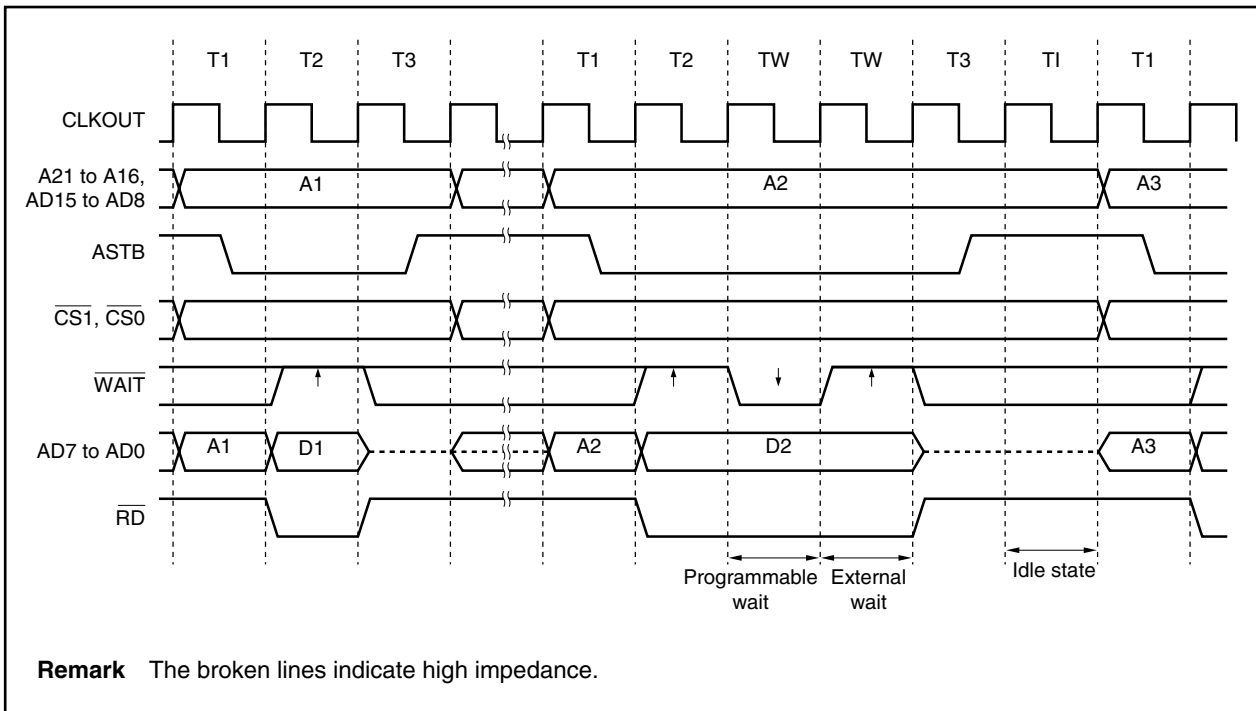 T1 T2 T3 T1 T2 TW TW T3 TI T1
CLKOUT
A21 to A16,
AD15 to AD8
A1 A2 A3
ASTB
CS1, CS0
WAIT
AD7 to AD0 A1 D1 A2 D2 A3
RD
Programmable
wait
External
wait
Idle state
Remark The broken lines indicate high impedance.